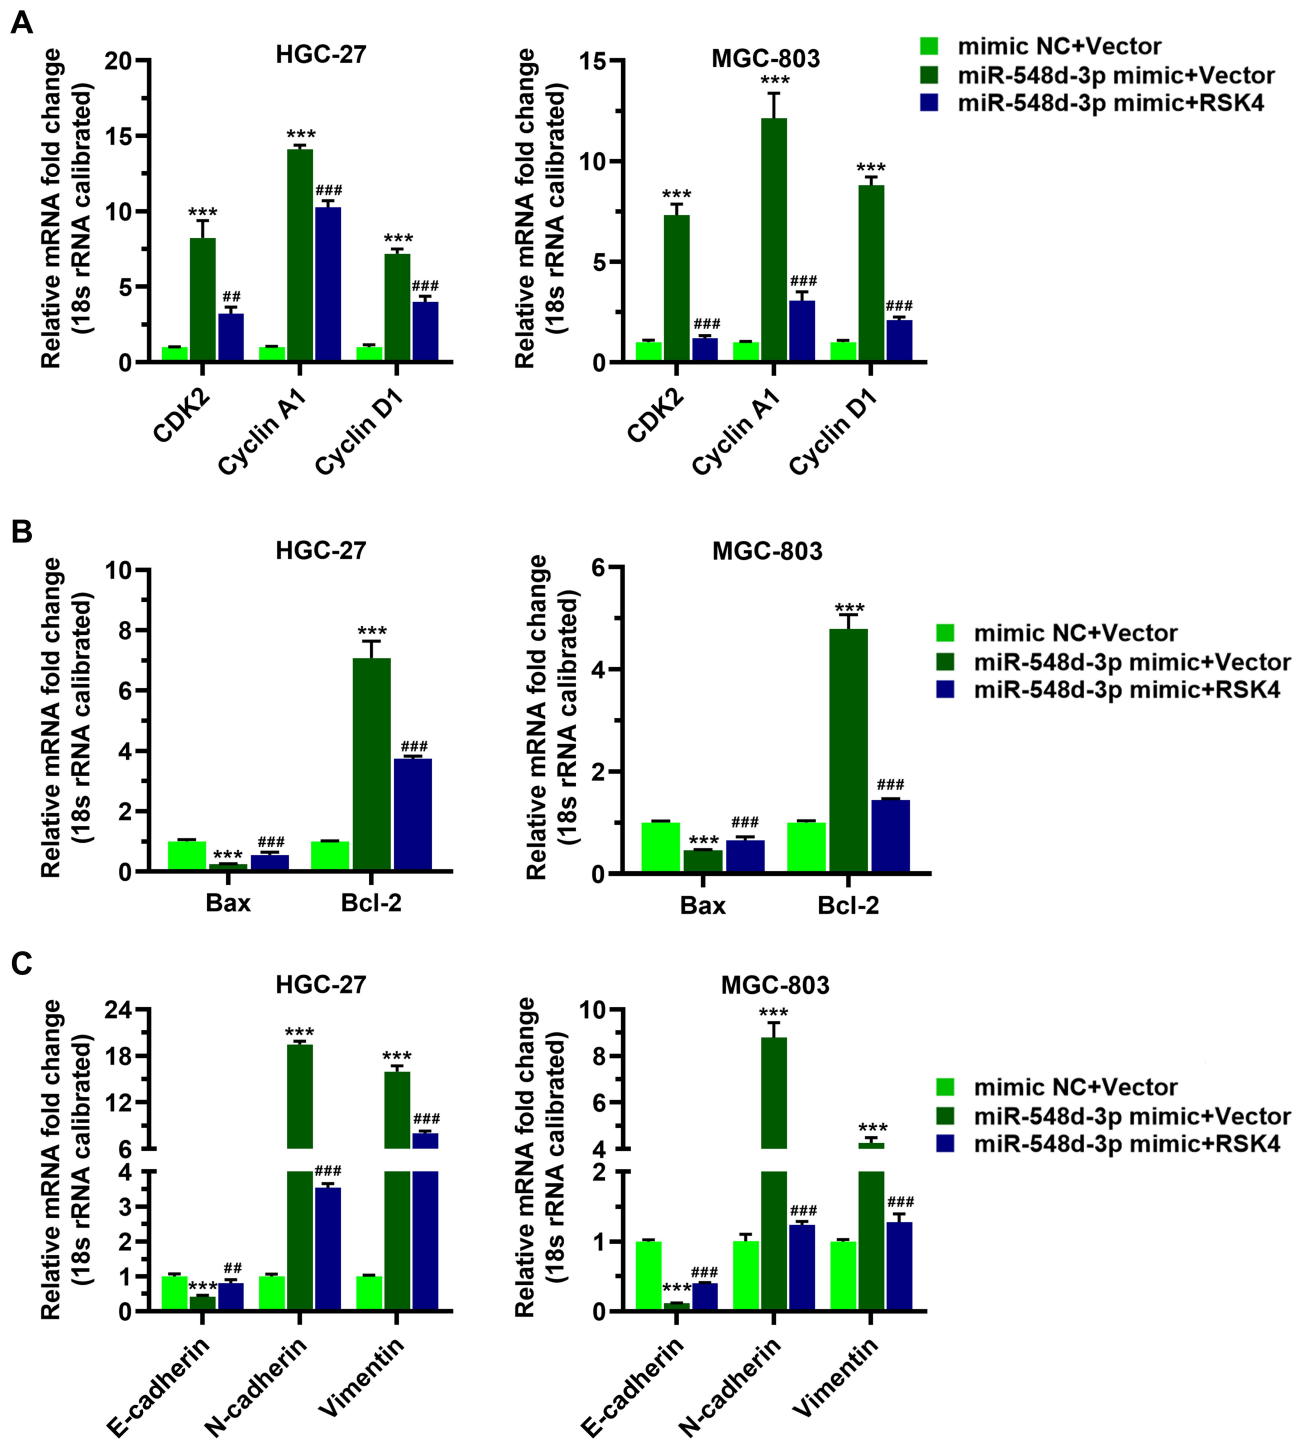 A
HGC-27
Relative mRNA fold change
(18s rRNA calibrated)
20
15
10
5
0
***
##
***
###
***
###
CDK2
Cyclin A1
Cyclin D1
MGC-803
Relative mRNA fold change
(18s rRNA calibrated)
15
10
5
0
***
###
***
###
***
###
CDK2
Cyclin A1
Cyclin D1
mimic NC+Vector
miR-548d-3p mimic+Vector
miR-548d-3p mimic+RSK4
B
HGC-27
Relative mRNA fold change
(18s rRNA calibrated)
10
8
6
4
2
0
***
###
***
###
Bax
Bcl-2
MGC-803
Relative mRNA fold change
(18s rRNA calibrated)
6
4
2
0
***
###
***
###
Bax
Bcl-2
mimic NC+Vector
miR-548d-3p mimic+Vector
miR-548d-3p mimic+RSK4
C
HGC-27
Relative mRNA fold change
(18s rRNA calibrated)
24
18
12
6
4
3
2
1
0
***
##
***
###
***
###
E-cadherin
N-cadherin
Vimentin
MGC-803
Relative mRNA fold change
(18s rRNA calibrated)
10
8
6
4
2
1
0
***
###
***
###
***
###
E-cadherin
N-cadherin
Vimentin
mimic NC+Vector
miR-548d-3p mimic+Vector
miR-548d-3p mimic+RSK4